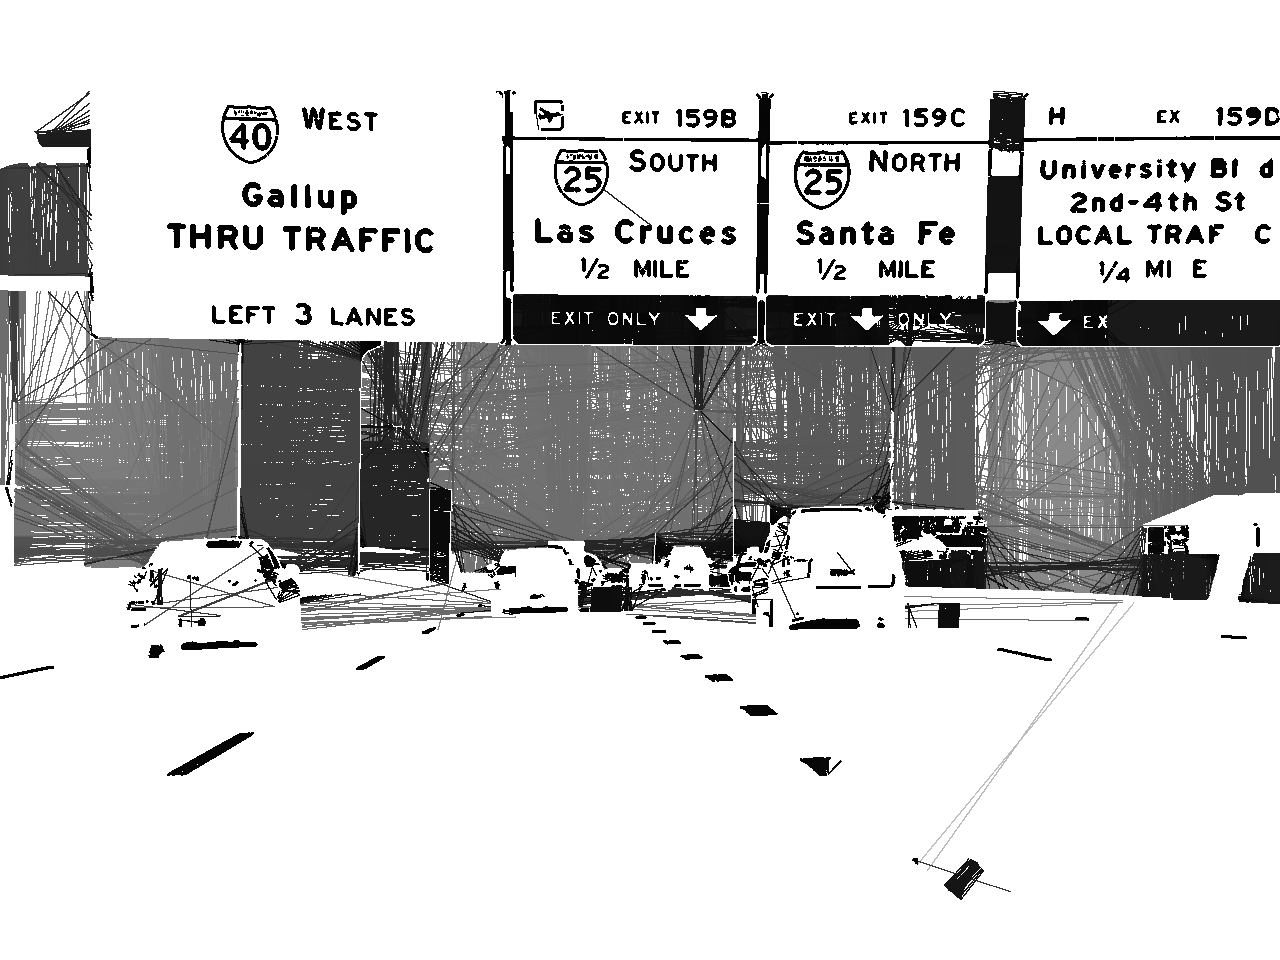 40 WEST
Gallup
THRU TRAFFIC
LEFT 3 LANES
EXIT 159B
25 SOUTH
Las Cruces
1/2 MILE
EXIT ONLY
EXIT 159C
25 NORTH
Santa Fe
1/2 MILE
EXIT ONLY
H EX 159D
University Bl d
2nd-4th St
LOCAL TRAF C
1/4 MI E
EX